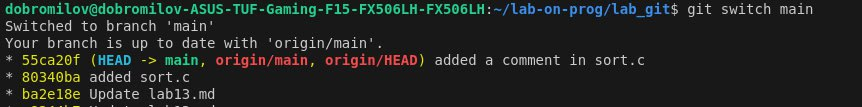 dobromilov@dobromilov-ASUS-TUF-Gaming-F15-FX506LH-FX506LH:~/lab-on-prog/lab_git$ git switch main
Switched to branch 'main'
Your branch is up to date with 'origin/main'.
* 55ca20f (HEAD -> main, origin/main, origin/HEAD) added a comment in sort.c
* 80340ba added sort.c
* ba2e18e Update lab13.md